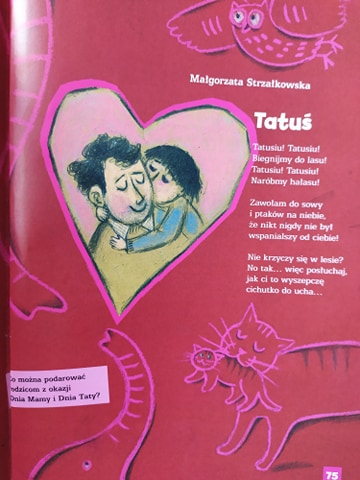 Małgorzata Strzałkowska
Tatuś
Tatusiu! Tatusiu!
Biegnijmy do lasu!
Tatusiu! Tatusiu!
Naróbmy hałasu!
Zawołam do sowy
i ptaków na niebie,
że nikt nigdy nie był
wspanialszy od ciebie!
Nie krzyczy się w lesie?
No tak... więc posłuchaj,
jak ci to wyszepczę
cichutko do ucha...
Co można podarować
rodzicom z okazji
Dnia Mamy i Dnia Taty?
75